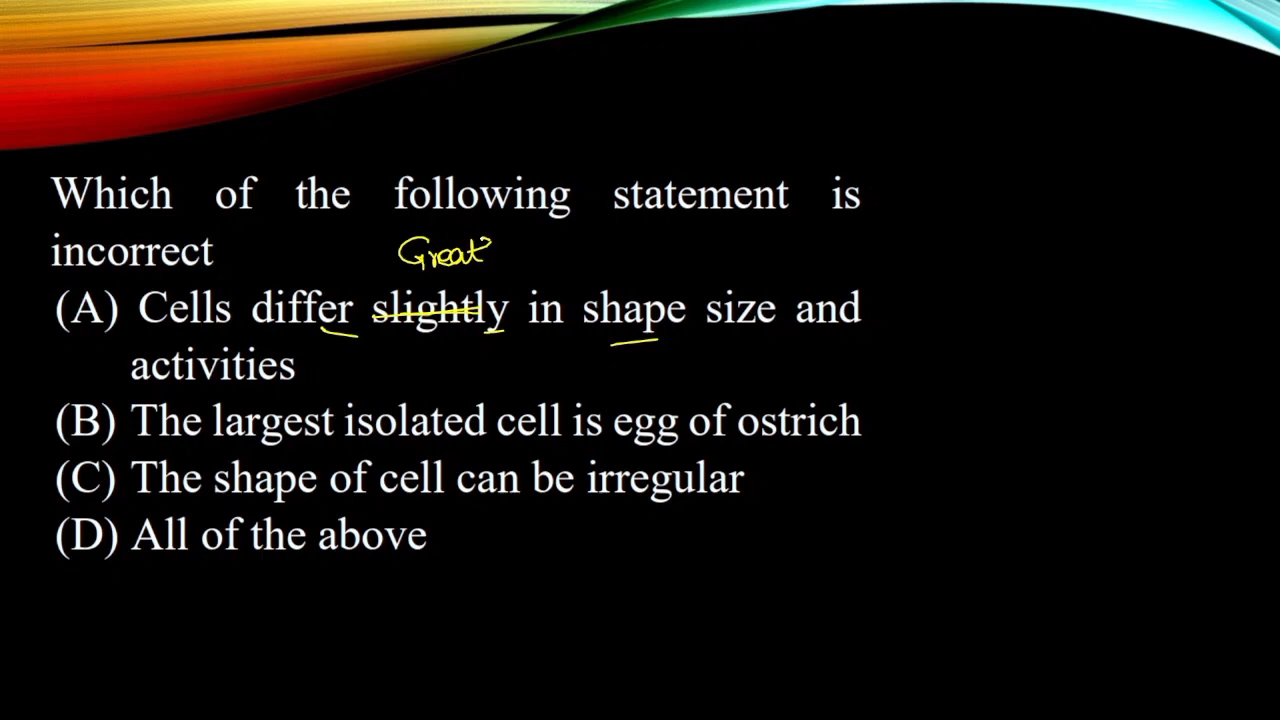 Which of the following statement is
incorrect
Great
(A) Cells differ slightly in shape size and
activities
(B) The largest isolated cell is egg of ostrich
(C) The shape of cell can be irregular
(D) All of the above